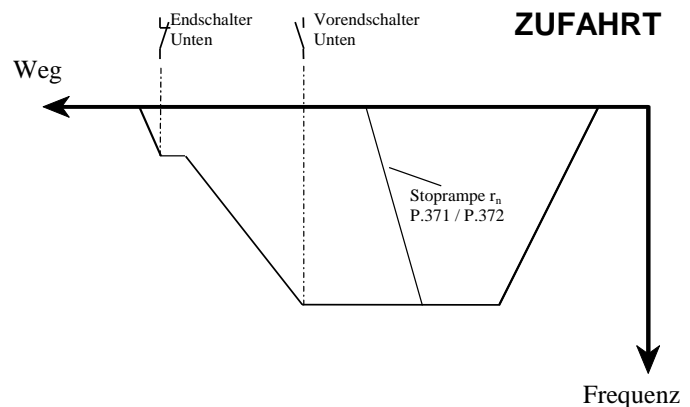 Endschalter
Unten
Vorendschalter
Unten
ZUFAHRT
Weg
Stoprampe rₙ
P.371 / P.372
Frequenz